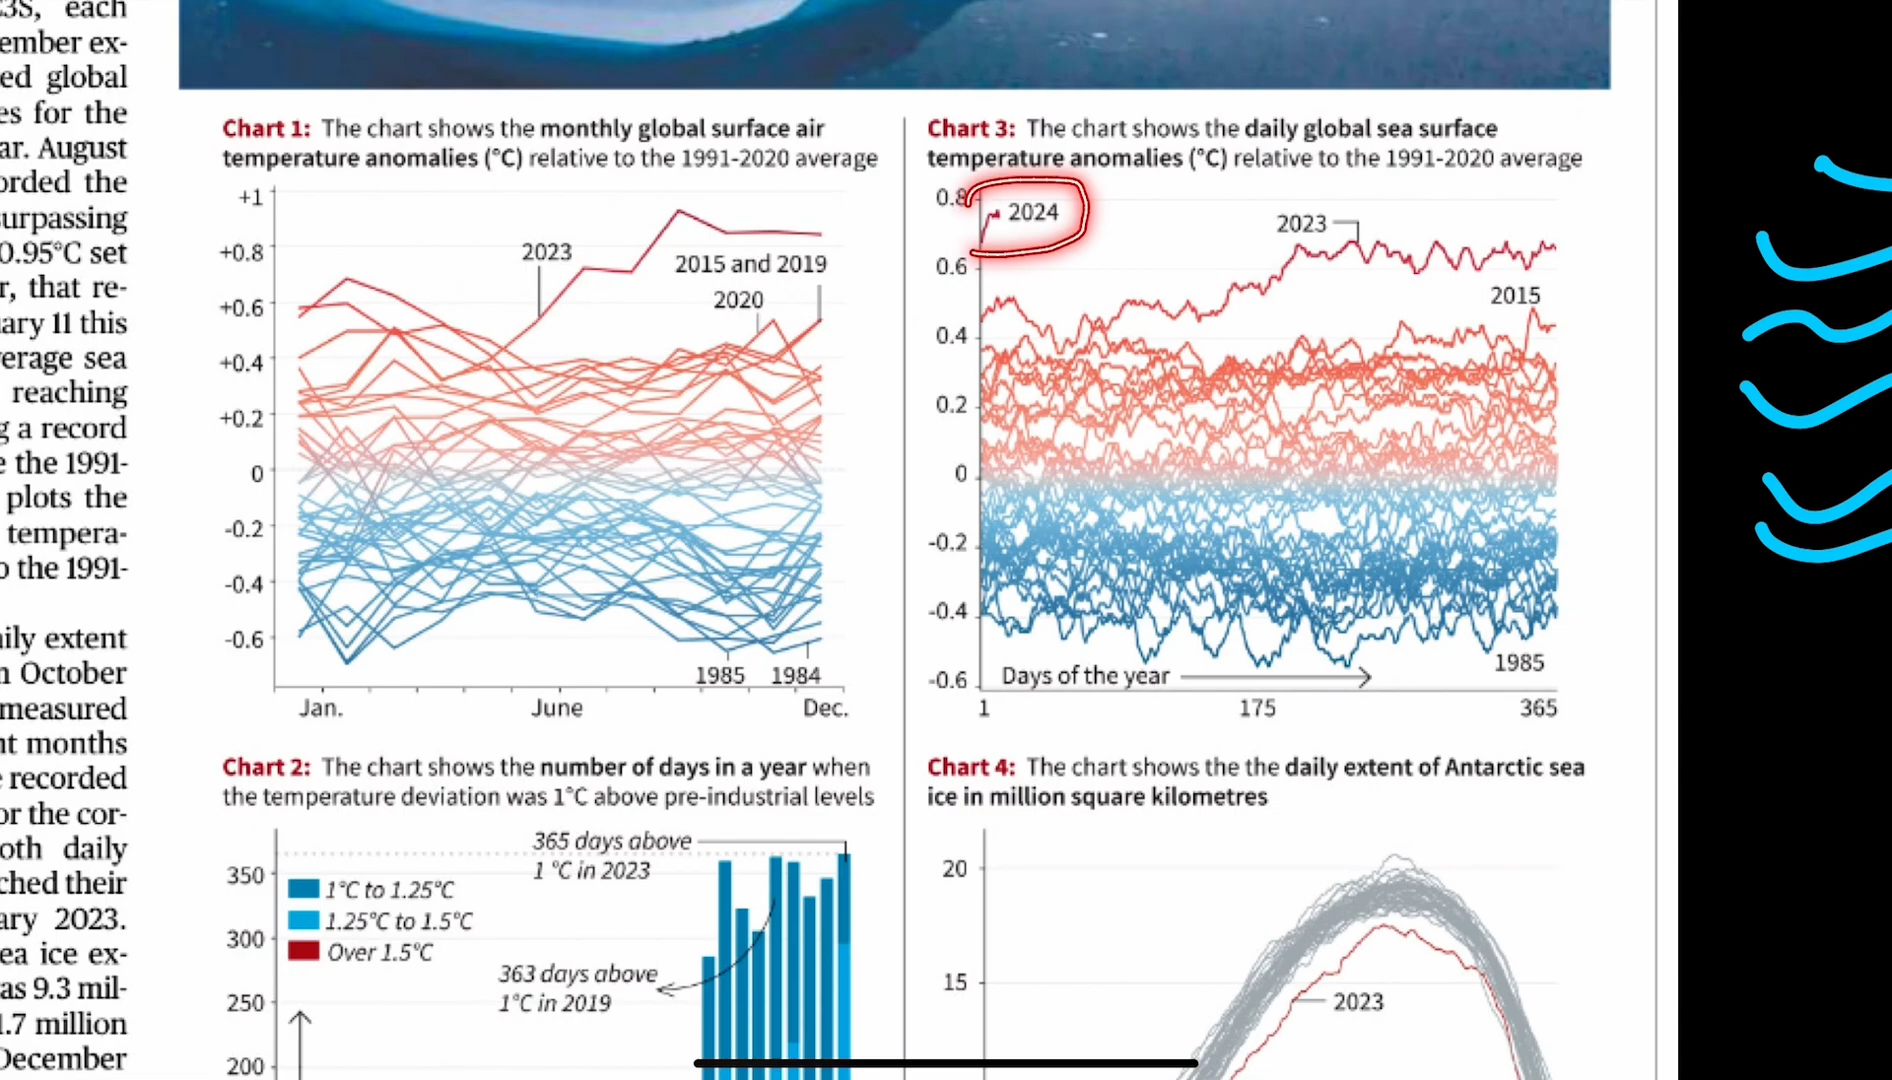 C3S, each
ember ex-
ed global
es for the
ar. August
orded the
surpassing
0.95°C set
r, that re-
uary 11 this
verage sea
reaching
g a record
e the 1991-
plots the
tempera-
o the 1991-
aily extent
n October
measured
nt months
e recorded
or the cor-
oth daily
ched their
ary 2023.
ea ice ex-
as 9.3 mil-
1.7 million
December
Chart 1: The chart shows the monthly global surface air
temperature anomalies (°C) relative to the 1991-2020 average
+1
+0.8
+0.6
+0.4
+0.2
0
-0.2
-0.4
-0.6
2023
2015 and 2019
2020
1985 1984
Jan. June Dec.
Chart 2: The chart shows the number of days in a year when
the temperature deviation was 1°C above pre-industrial levels
350
300
250
200
1°C to 1.25°C
1.25°C to 1.5°C
Over 1.5°C
365 days above
1 °C in 2023
363 days above
1°C in 2019
Chart 3: The chart shows the daily global sea surface
temperature anomalies (°C) relative to the 1991-2020 average
0.8
0.6
0.4
0.2
0
-0.2
-0.4
-0.6
2024
2023
2015
1985
Days of the year
1 175 365
Chart 4: The chart shows the the daily extent of Antarctic sea
ice in million square kilometres
20
15
2023